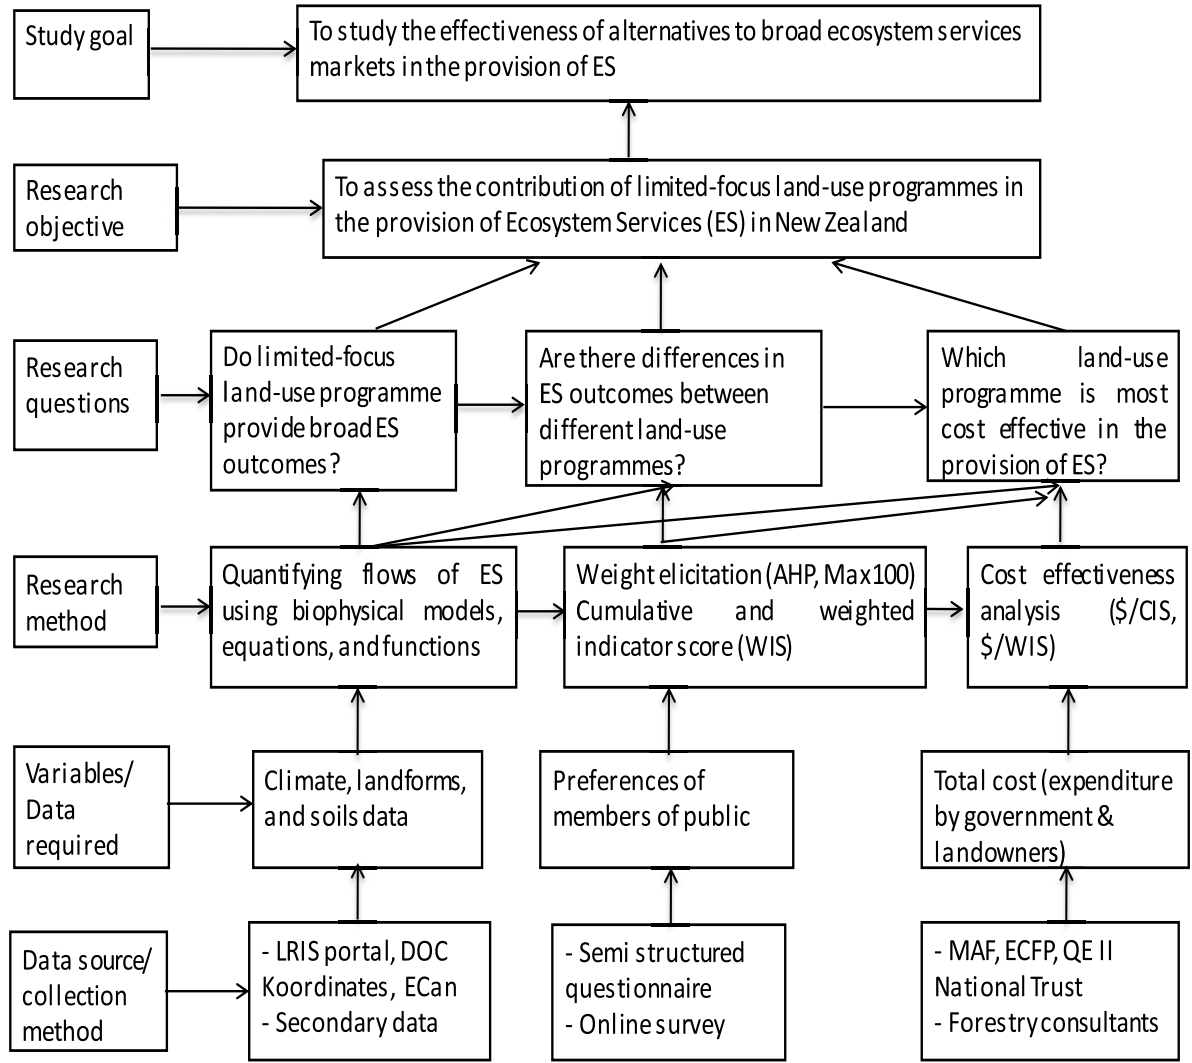 Study goal
To study the effectiveness of alternatives to broad ecosystem services
markets in the provision of ES
Research
objective
To assess the contribution of limited-focus land-use programmes in
the provision of Ecosystem Services (ES) in New Zealand
Research
questions
Do limited-focus
land-use programme
provide broad ES
outcomes?
Are there differences in
ES outcomes between
different land-use
programmes?
Which land-use
programme is most
cost effective in the
provision of ES?
Research
method
Quantifying flows of ES
using biophysical models,
equations, and functions
Weight elicitation (AHP, Max100)
Cumulative and weighted
indicator score (WIS)
Cost effectiveness
analysis ($/CIS,
$/WIS)
Variables/
Data
required
Climate, landforms,
and soils data
Preferences of
members of public
Total cost (expenditure
by government &
landowners)
Data source/
collection
method
- LRIS portal, DOC
Koordinates, ECan
- Secondary data
- Semi structured
questionnaire
- Online survey
- MAF, ECFP, QE II
National Trust
- Forestry consultants